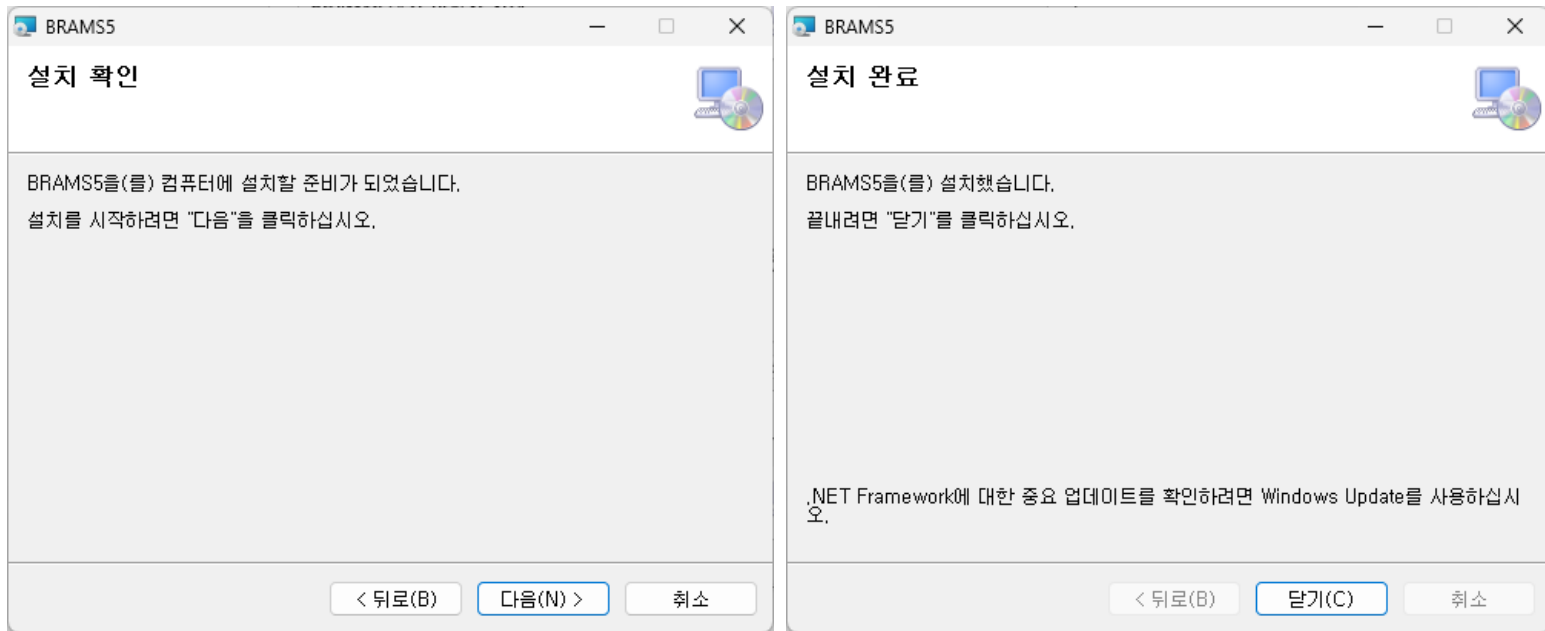 BRAMS5
설치 확인
BRAMS5을(를) 컴퓨터에 설치할 준비가 되었습니다.
설치를 시작하려면 "다음"을 클릭하십시오.
< 뒤로(B)
다음(N) >
취소
BRAMS5
설치 완료
BRAMS5을(를) 설치했습니다.
끝내려면 "닫기"를 클릭하십시오.
.NET Framework에 대한 중요 업데이트를 확인하려면 Windows Update를 사용하십시
오.
< 뒤로(B)
닫기(C)
취소